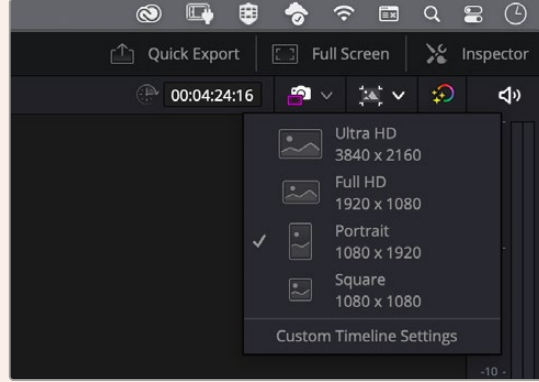 Quick Export
Full Screen
Inspector
00:04:24:16
Ultra HD
3840 x 2160
Full HD
1920 x 1080
Portrait
1080 x 1920
Square
1080 x 1080
Custom Timeline Settings
-10